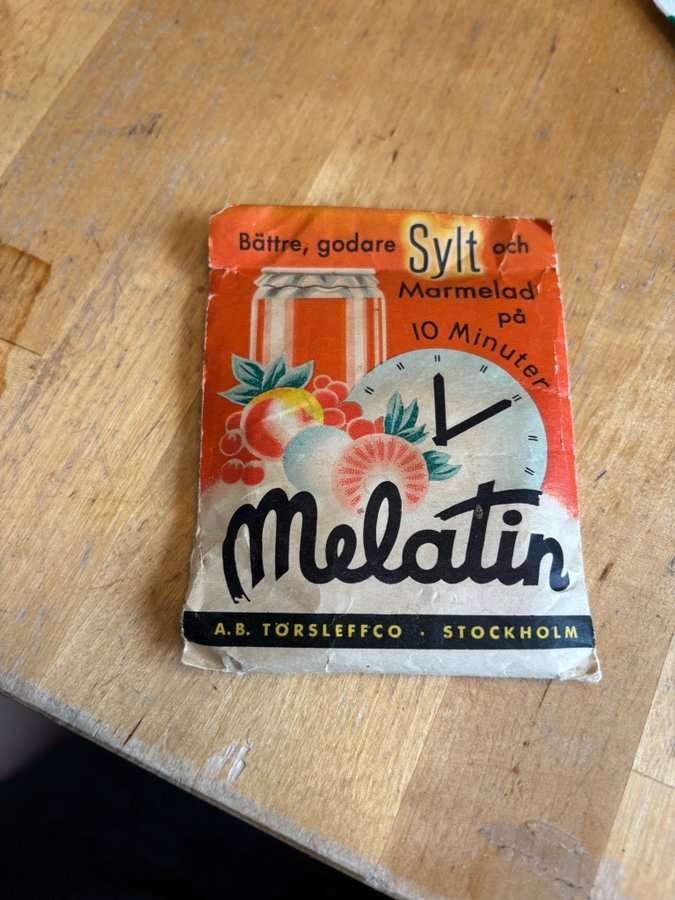 Bättre, godare Sylt och
Marmelad
på
10 Minuter
Melatin
A.B. TÖRSLEFFCO · STOCKHOLM